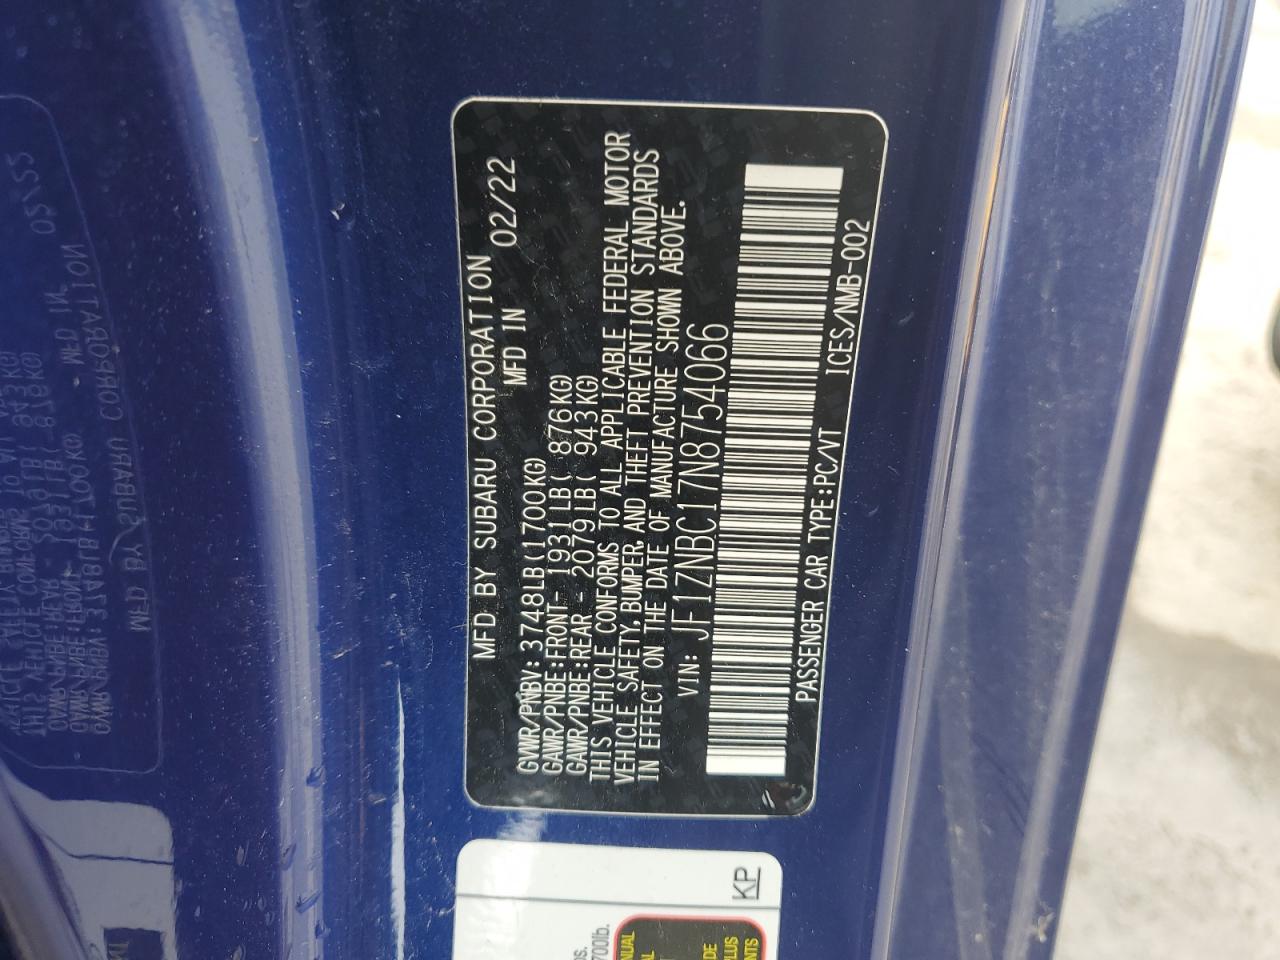 MFD BY SUBARU CORPORATION
MFD IN 02/22
GVWR/PNBV: 3748LB(1700KG)
GAWR/PNBE:FRONT- 1931LB( 876KG)
GAWR/PNBE:REAR - 2079LB( 943KG)
THIS VEHICLE CONFORMS TO ALL APPLICABLE FEDERAL MOTOR
VEHICLE SAFETY, BUMPER, AND THEFT PREVENTION STANDARDS
IN EFFECT ON THE DATE OF MANUFACTURE SHOWN ABOVE.
VIN: JF1ZNBC17N8754066
PASSENGER CAR TYPE:PC/VT ICES/NMB-002
KP
700lb.